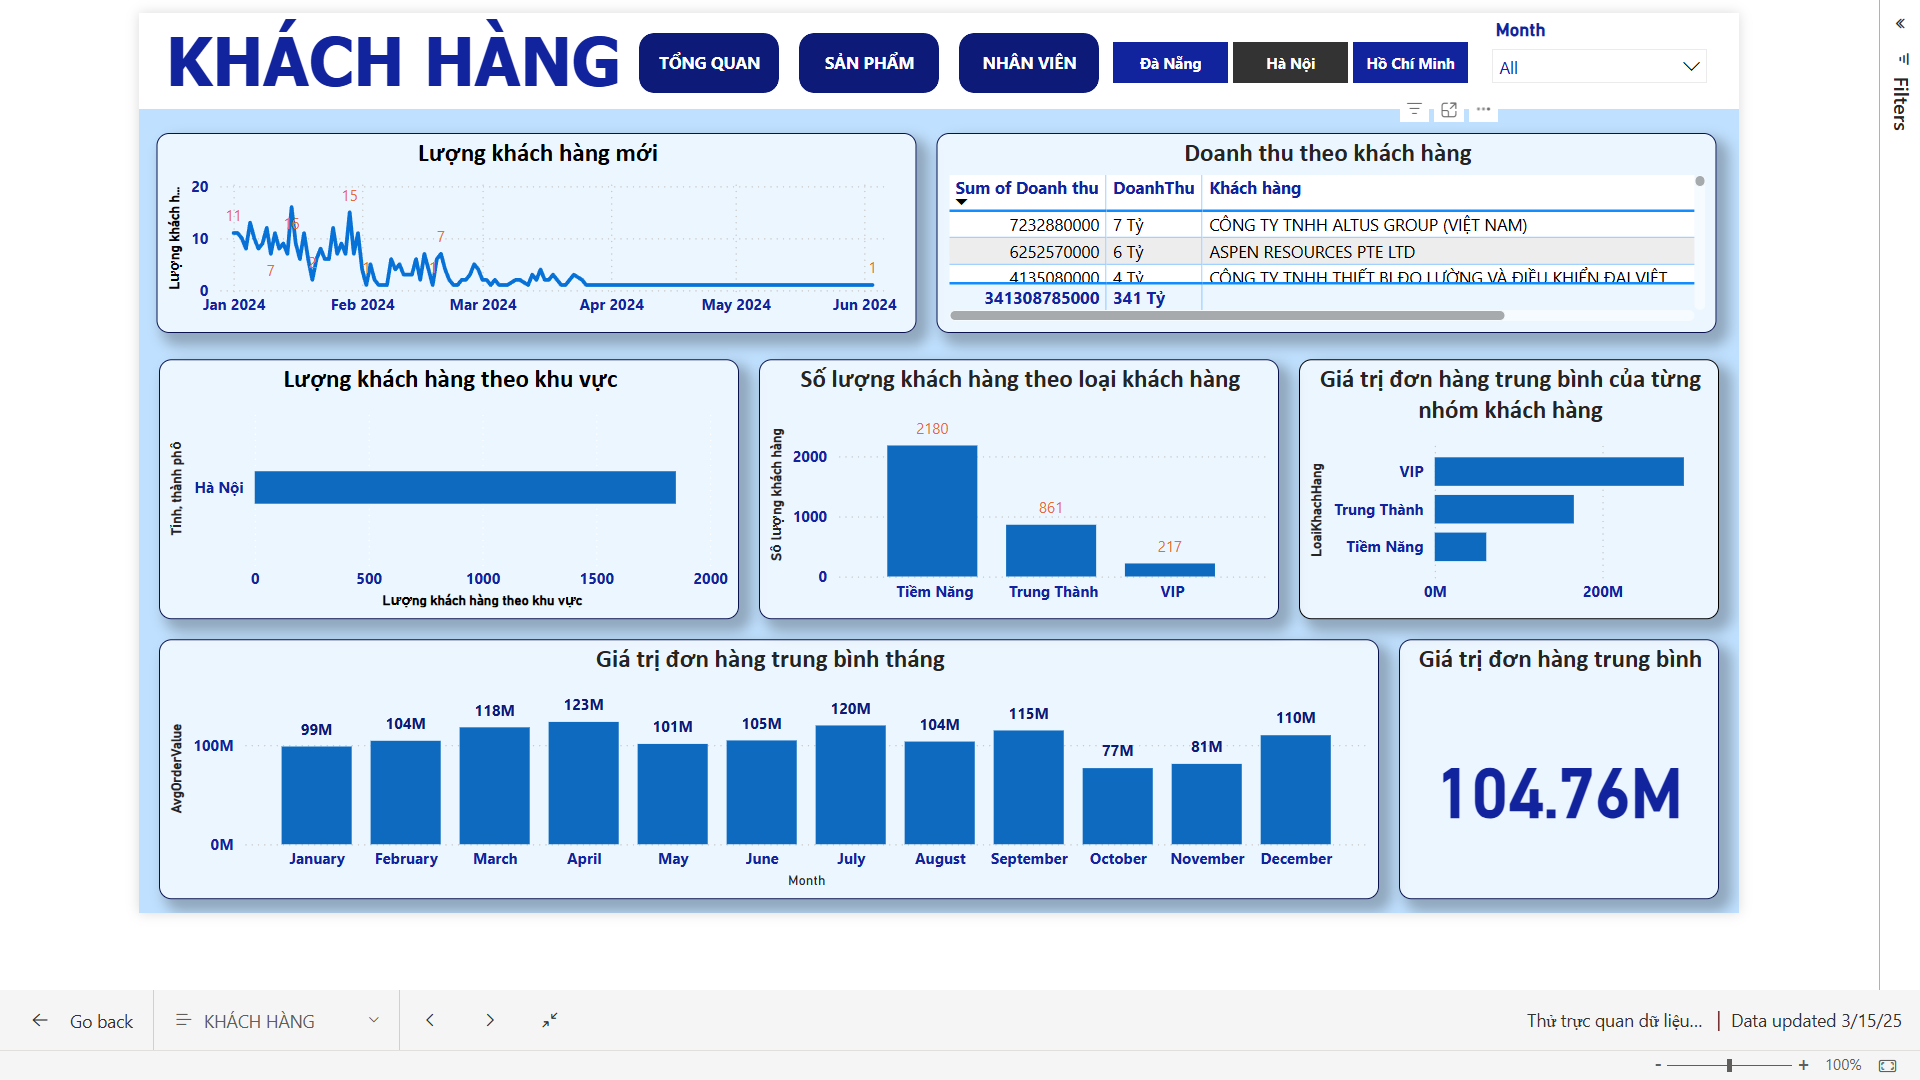 KHÁCH HÀNG
TỔNG QUAN
SẢN PHẨM
NHÂN VIÊN
Đà Nẵng
Hà Nội
Hồ Chí Minh
Month
All
Filters
Lượng khách hàng mới
Lượng khách h...
20
10
0
11
7
15
2
15
1
7
1
1
Jan 2024
Feb 2024
Mar 2024
Apr 2024
May 2024
Jun 2024
Doanh thu theo khách hàng
Sum of Doanh thu DoanhThu Khách hàng
7232880000 7 Tỷ CÔNG TY TNHH ALTUS GROUP (VIỆT NAM)
6252570000 6 Tỷ ASPEN RESOURCES PTE LTD
4135080000 4 Tỷ CÔNG TY TNHH THIẾT BỊ ĐO LƯỜNG VÀ ĐIỀU KHIỂN ĐẠI VIỆT
341308785000 341 Tỷ
Lượng khách hàng theo khu vực
Tỉnh, thành phố
Hà Nội
0
500
1000
1500
2000
Lượng khách hàng theo khu vực
Số lượng khách hàng theo loại khách hàng
Số lượng khách hàng
2000
1000
0
2180
861
217
Tiềm Năng
Trung Thành
VIP
Giá trị đơn hàng trung bình của từng
nhóm khách hàng
LoaiKhachHang
VIP
Trung Thành
Tiềm Năng
0M
200M
Giá trị đơn hàng trung bình tháng
AvgOrderValue
100M
0M
99M
104M
118M
123M
101M
105M
120M
104M
115M
77M
81M
110M
January
February
March
April
May
June
July
August
September
October
November
December
Month
Giá trị đơn hàng trung bình
104.76M
Go back
KHÁCH HÀNG
Thử trực quan dữ liệu... | Data updated 3/15/25
- + 100%